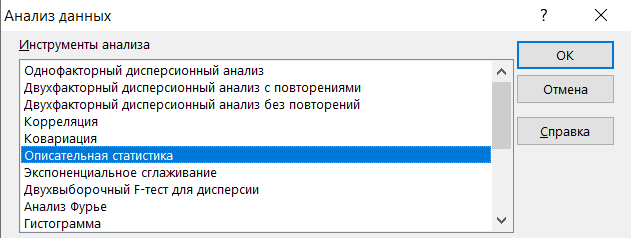 Анализ данных
Инструменты анализа
Однофакторный дисперсионный анализ
Двухфакторный дисперсионный анализ с повторениями
Двухфакторный дисперсионный анализ без повторений
Корреляция
Ковариация
Описательная статистика
Экспоненциальное сглаживание
Двухвыборочный F-тест для дисперсии
Анализ Фурье
Гистограмма
ОК
Отмена
Справка